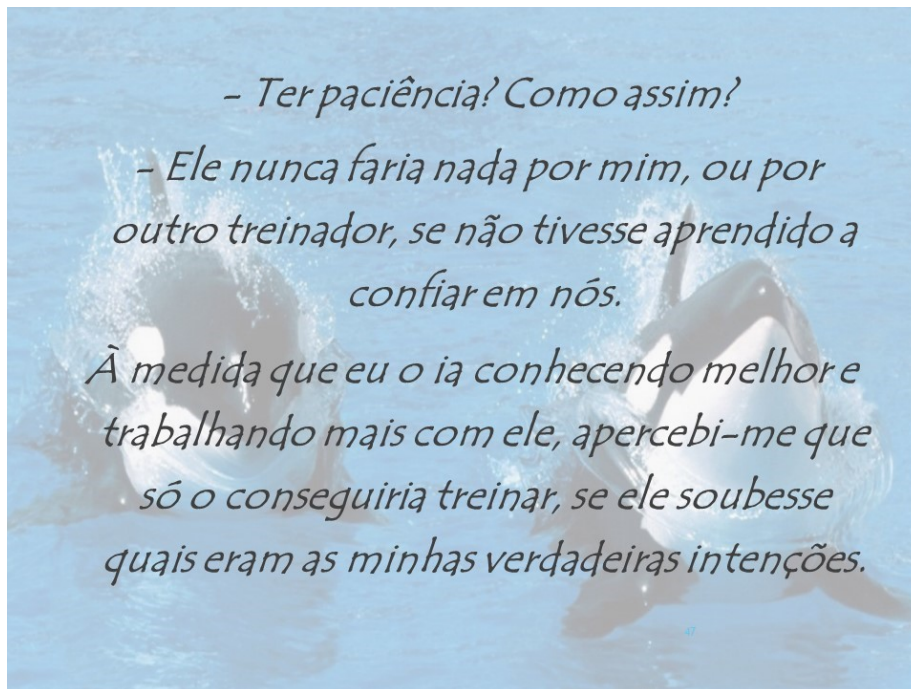 - Ter paciência? Como assim?
- Ele nunca faria nada por mim, ou por
outro treinador, se não tivesse aprendido a
confiar em nós.
À medida que eu o ia conhecendo melhor e
trabalhando mais com ele, apercebi-me que
só o conseguiria treinar, se ele soubesse
quais eram as minhas verdadeiras intenções.
47